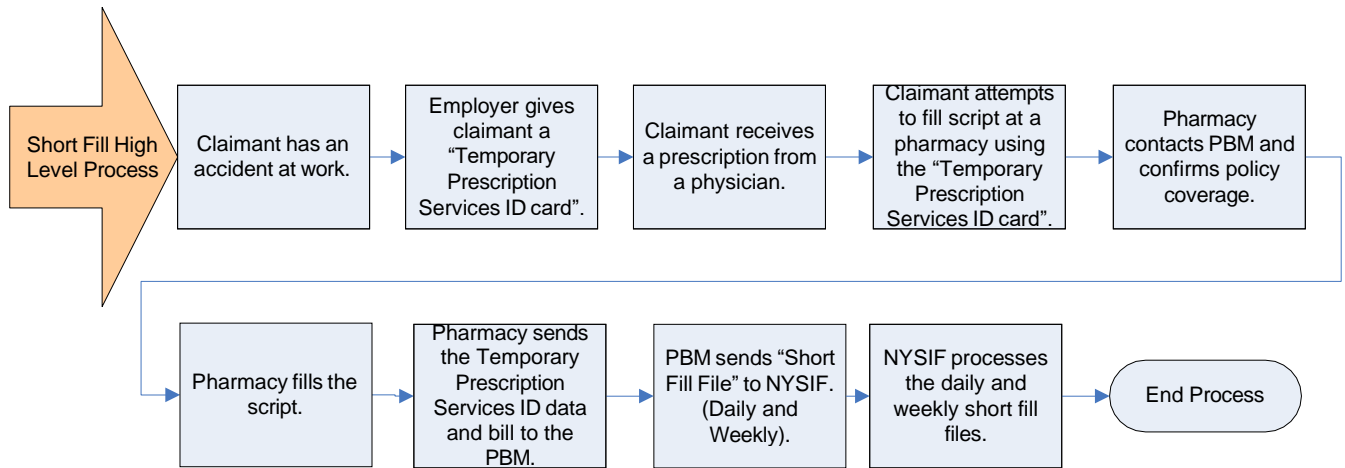 Short Fill High
Level Process
Claimant has an
accident at work.
Employer gives
claimant a
“Temporary
Prescription
Services ID card”.
Claimant receives
a prescription from
a physician.
Claimant attempts
to fill script at a
pharmacy using
the “Temporary
Prescription
Services ID card”.
Pharmacy
contacts PBM and
confirms policy
coverage.
Pharmacy fills the
script.
Pharmacy sends
the Temporary
Prescription
Services ID data
and bill to the
PBM.
PBM sends “Short
Fill File” to NYSIF.
(Daily and
Weekly).
NYSIF processes
the daily and
weekly short fill
files.
End Process